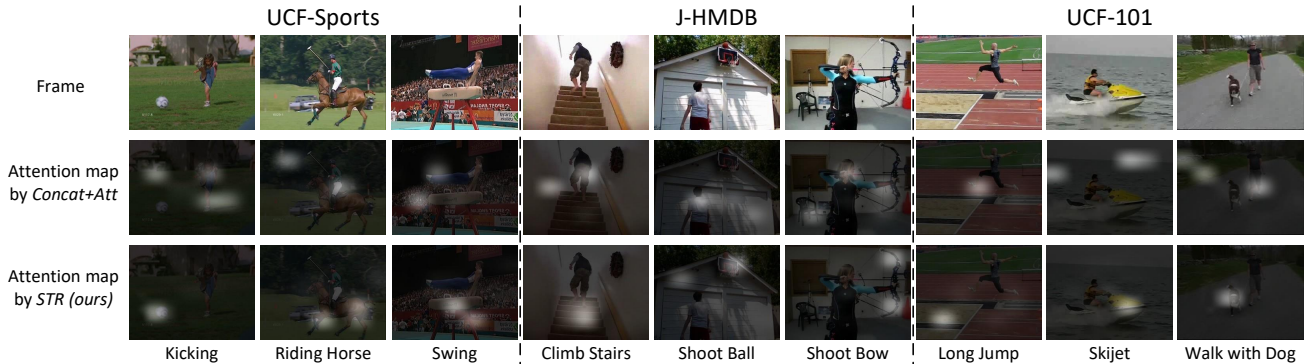 UCF-Sports
J-HMDB
UCF-101
Frame
Attention map
by Concat+Att
Attention map
by STR (ours)
Kicking
Riding Horse
Swing
Climb Stairs
Shoot Ball
Shoot Bow
Long Jump
Skijet
Walk with Dog